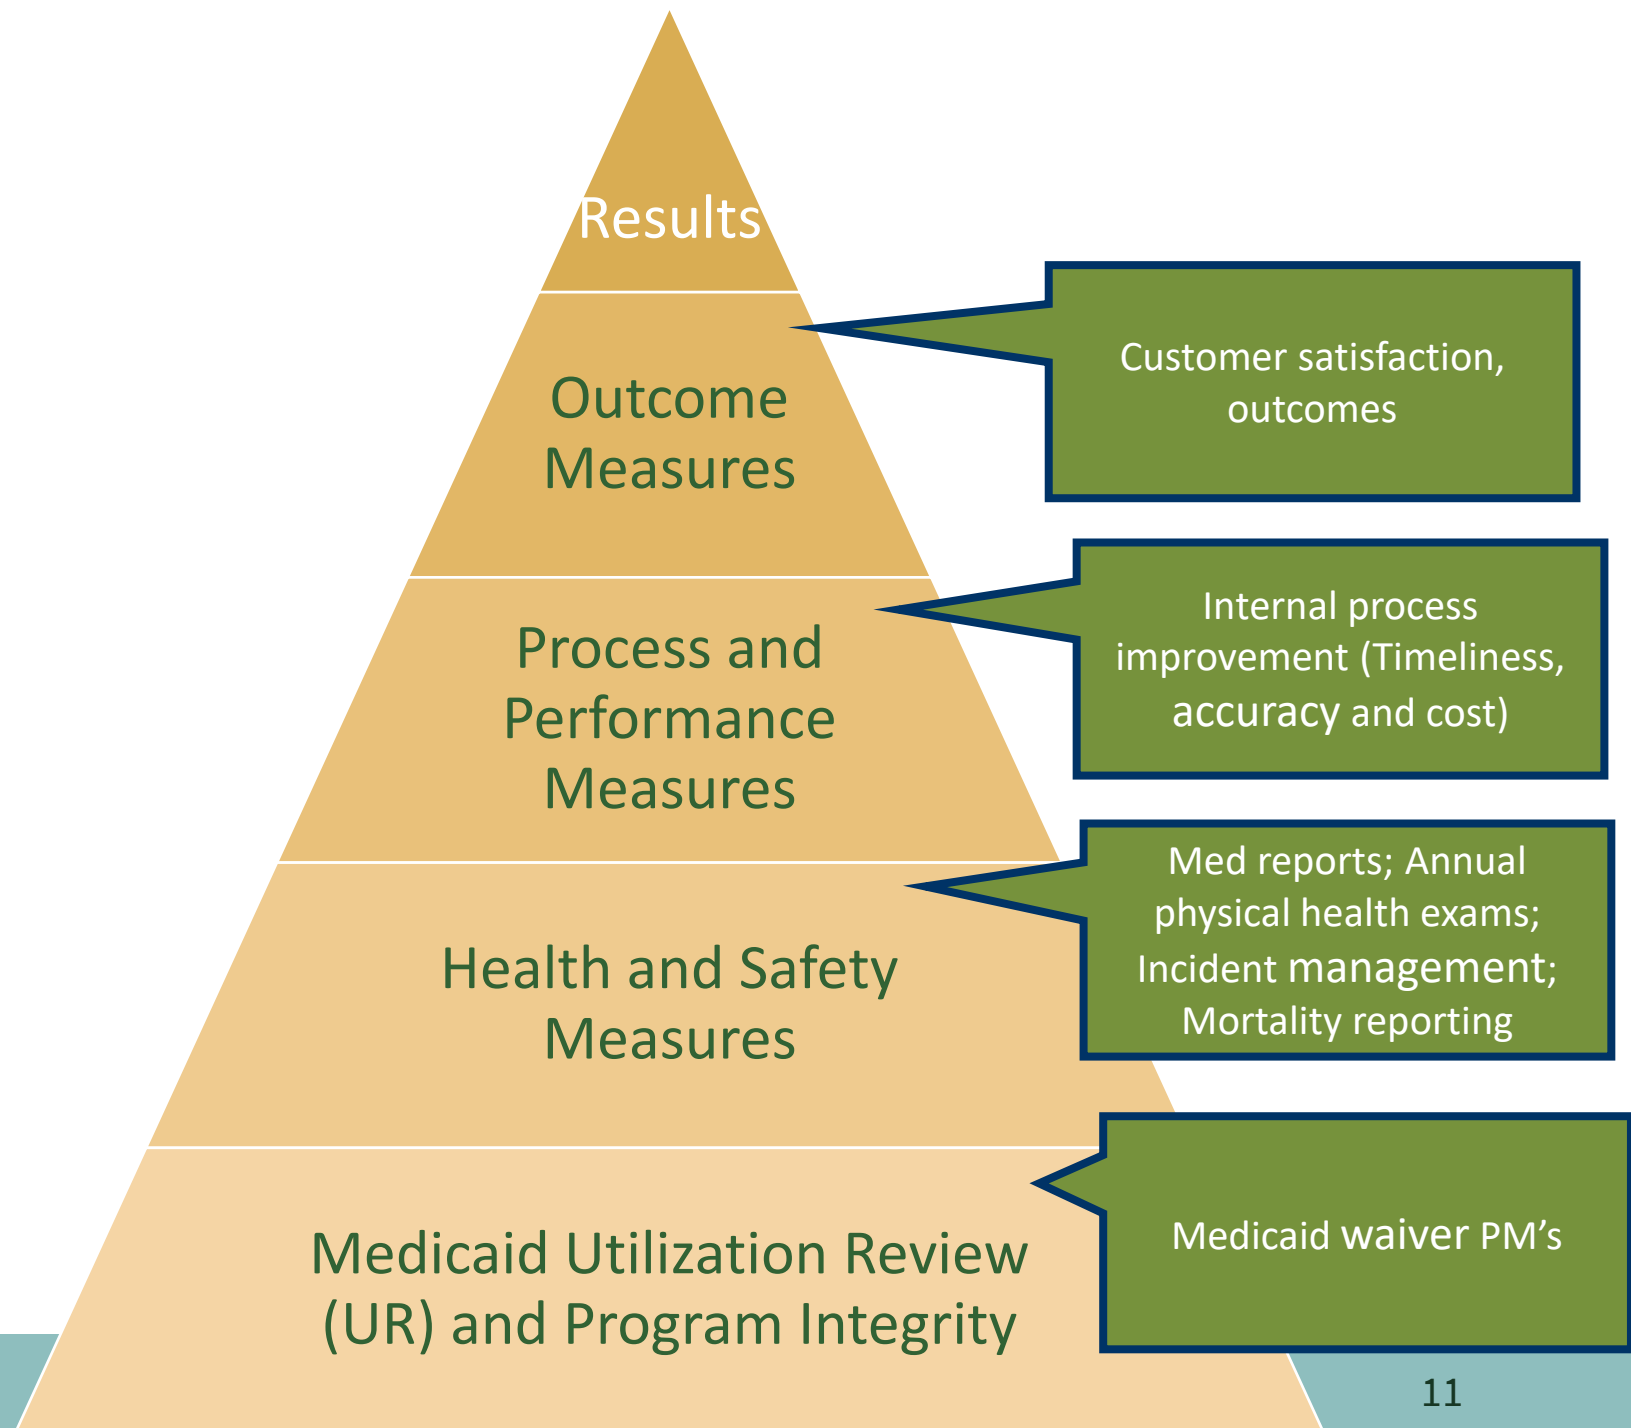 Results
Customer satisfaction,
outcomes
Outcome
Measures
Internal process
improvement (Timeliness,
accuracy and cost)
Process and
Performance
Measures
Med reports; Annual
physical health exams;
Incident management;
Mortality reporting
Health and Safety
Measures
Medicaid waiver PM’s
Medicaid Utilization Review
(UR) and Program Integrity
11